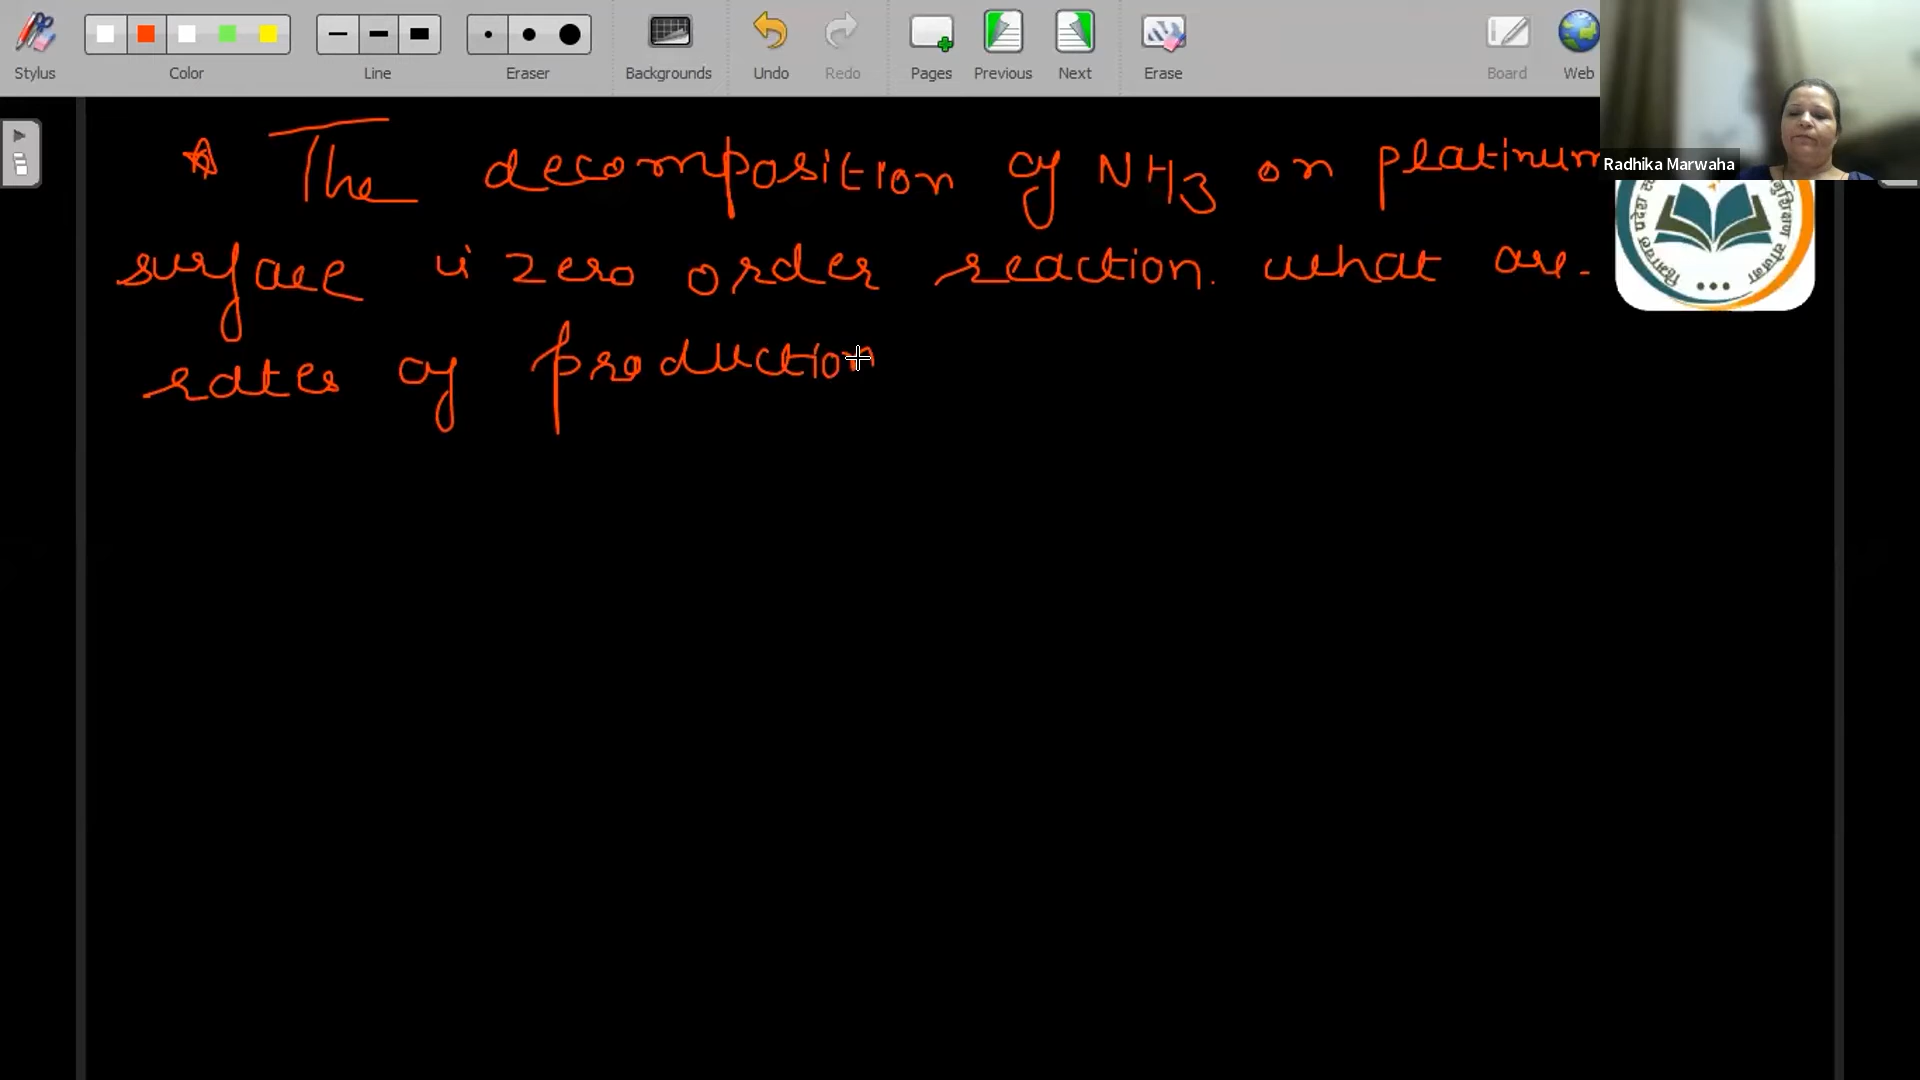 Stylus Color Line Eraser Backgrounds Undo Redo Pages Previous Next Erase Board Web
Radhika Marwaha
The decomposition of NH3 on platinum
surface is zero order reaction. what are
rates of production